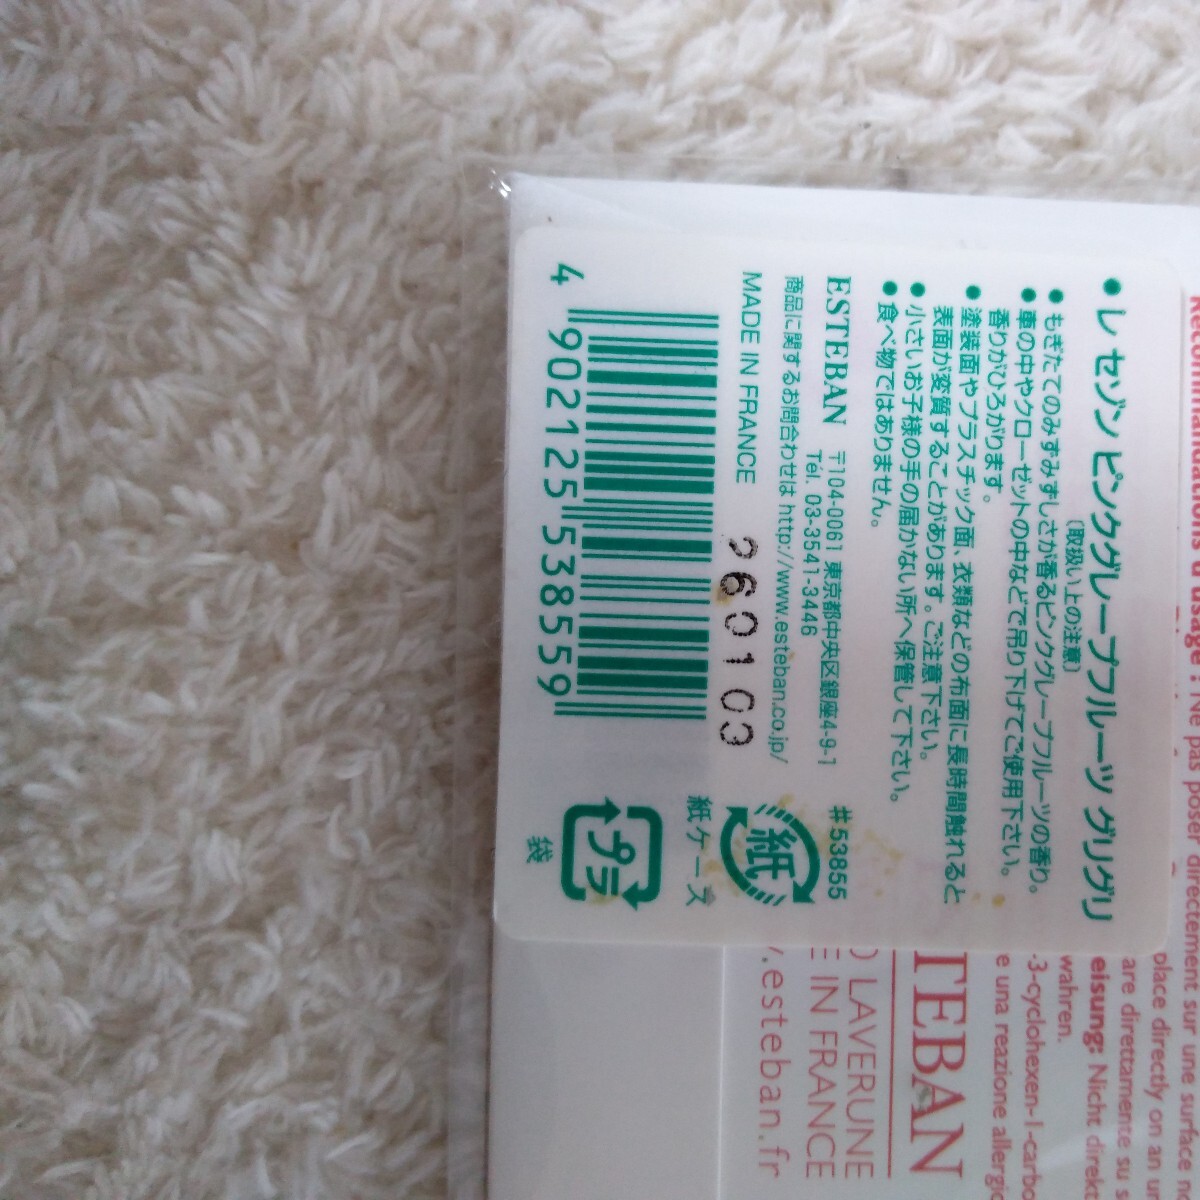 ● レ セゾン ピンクグレープフルーツ グリグリ
〔取扱い上の注意〕
● もぎたてのみずみずしさが香るピンクグレープフルーツの香り。
● 車の中やクローゼットの中などで吊り下げてご使用下さい。
香りがひろがります。
● 塗装面やプラスチック面、衣類などの布面に長時間触れると
表面が変質することがあります。ご注意下さい。
● 小さいお子様の手の届かない所へ保管して下さい。
● 食べ物ではありません。
ESTEBAN 〒104-0061 東京都中央区銀座4-9-1
Tél. 03-3541-3446
#53855
商品に関するお問合わせは http://www.esteban.co.jp/
MADE IN FRANCE
260103
4 902125 538559
紙
紙ケース
プラ
袋
d'usage : Ne pas poser directement sur une surface
place directly on an
are direttamente su
eisung: Nicht direkt
wahren.
-3-cyclohexen-1-carbo
e una reazione allergi
TEBAN
LAVERUNE
E IN FRANCE
.esteban.fr